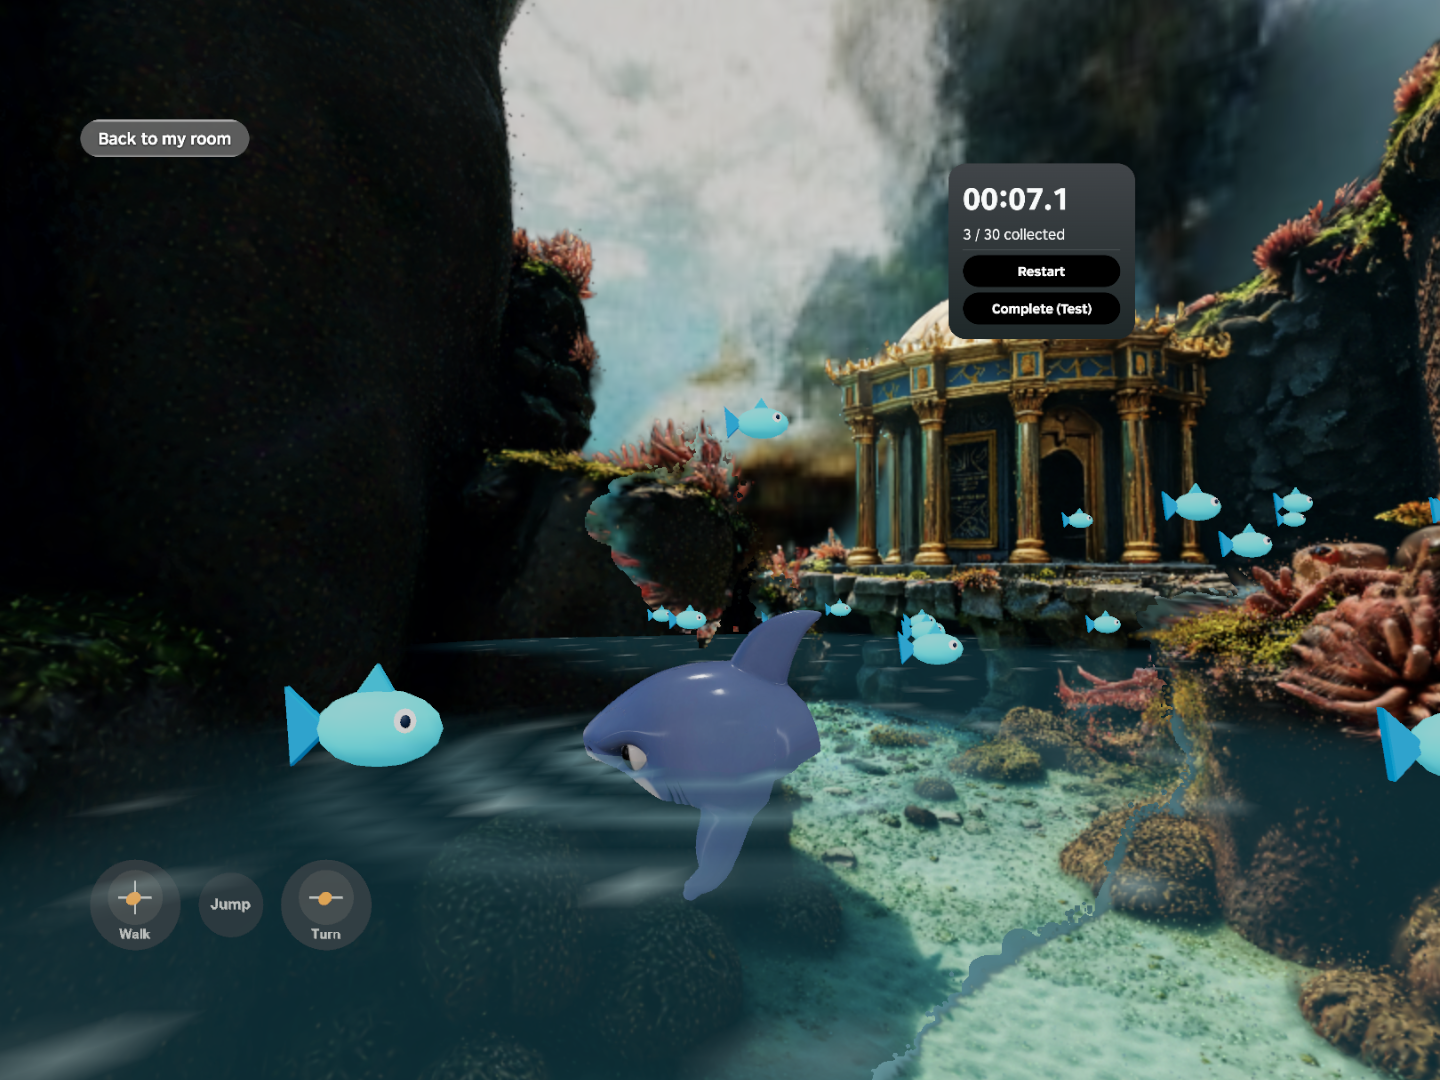 Back to my room
00:07.1
3 / 30 collected
Restart
Complete (Test)
Walk
Jump
Turn